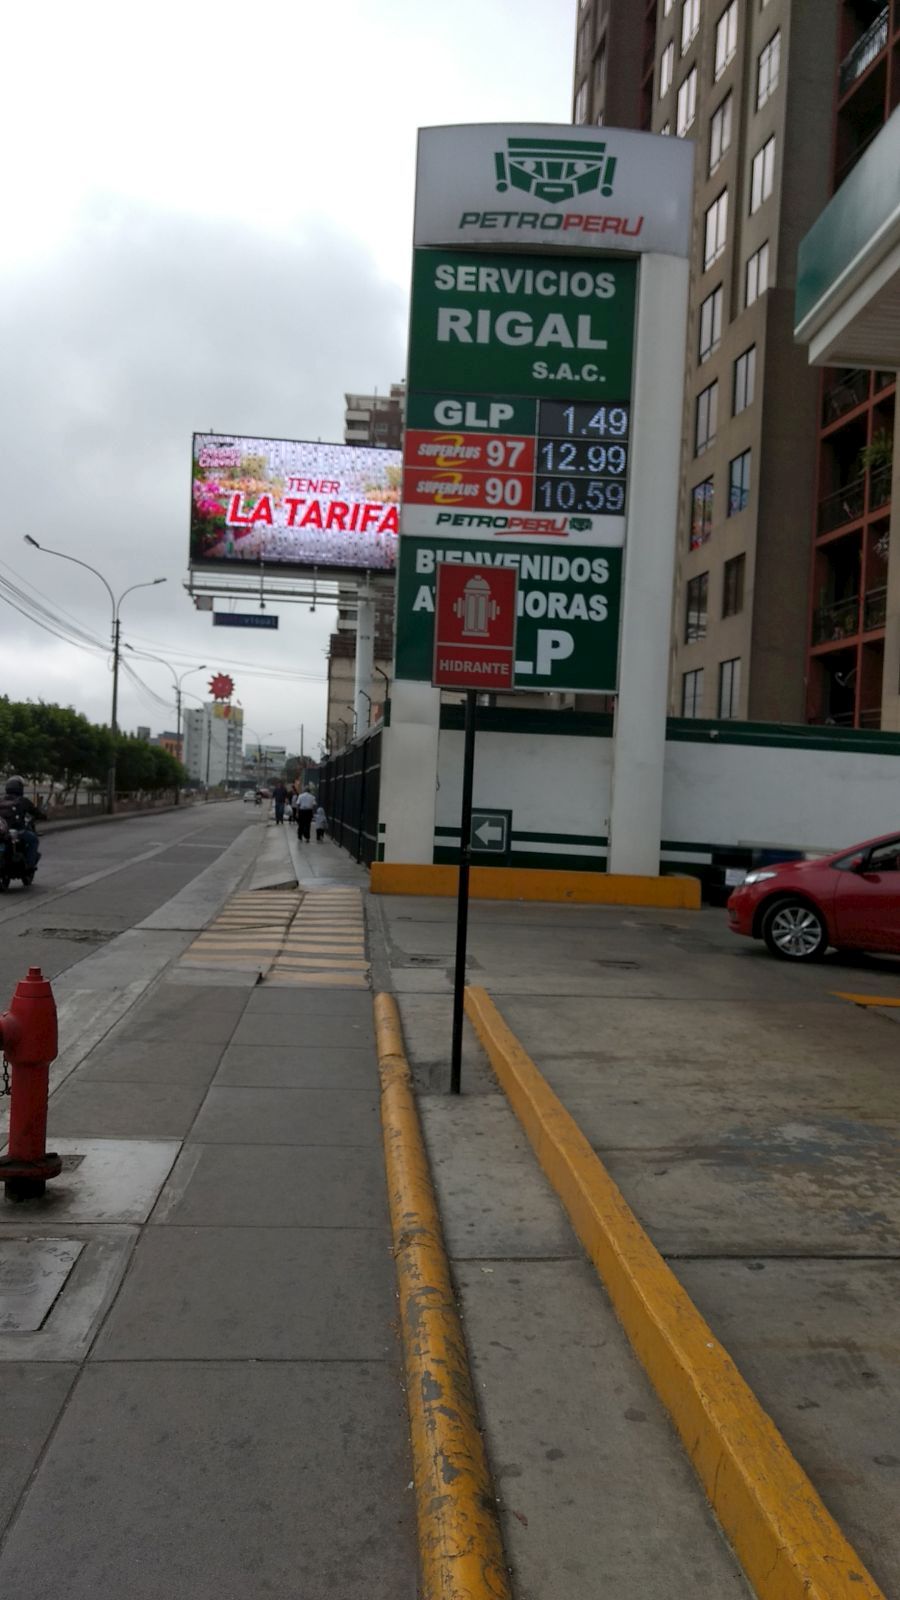 PETROPERU
SERVICIOS
RIGAL
S.A.C.
GLP 1.49
SUPERPLUS 97 12.99
SUPERPLUS 90 10.59
PETROPERU
BIENVENIDOS
HORAS
HIDRANTE
TENER
LA TARIFA